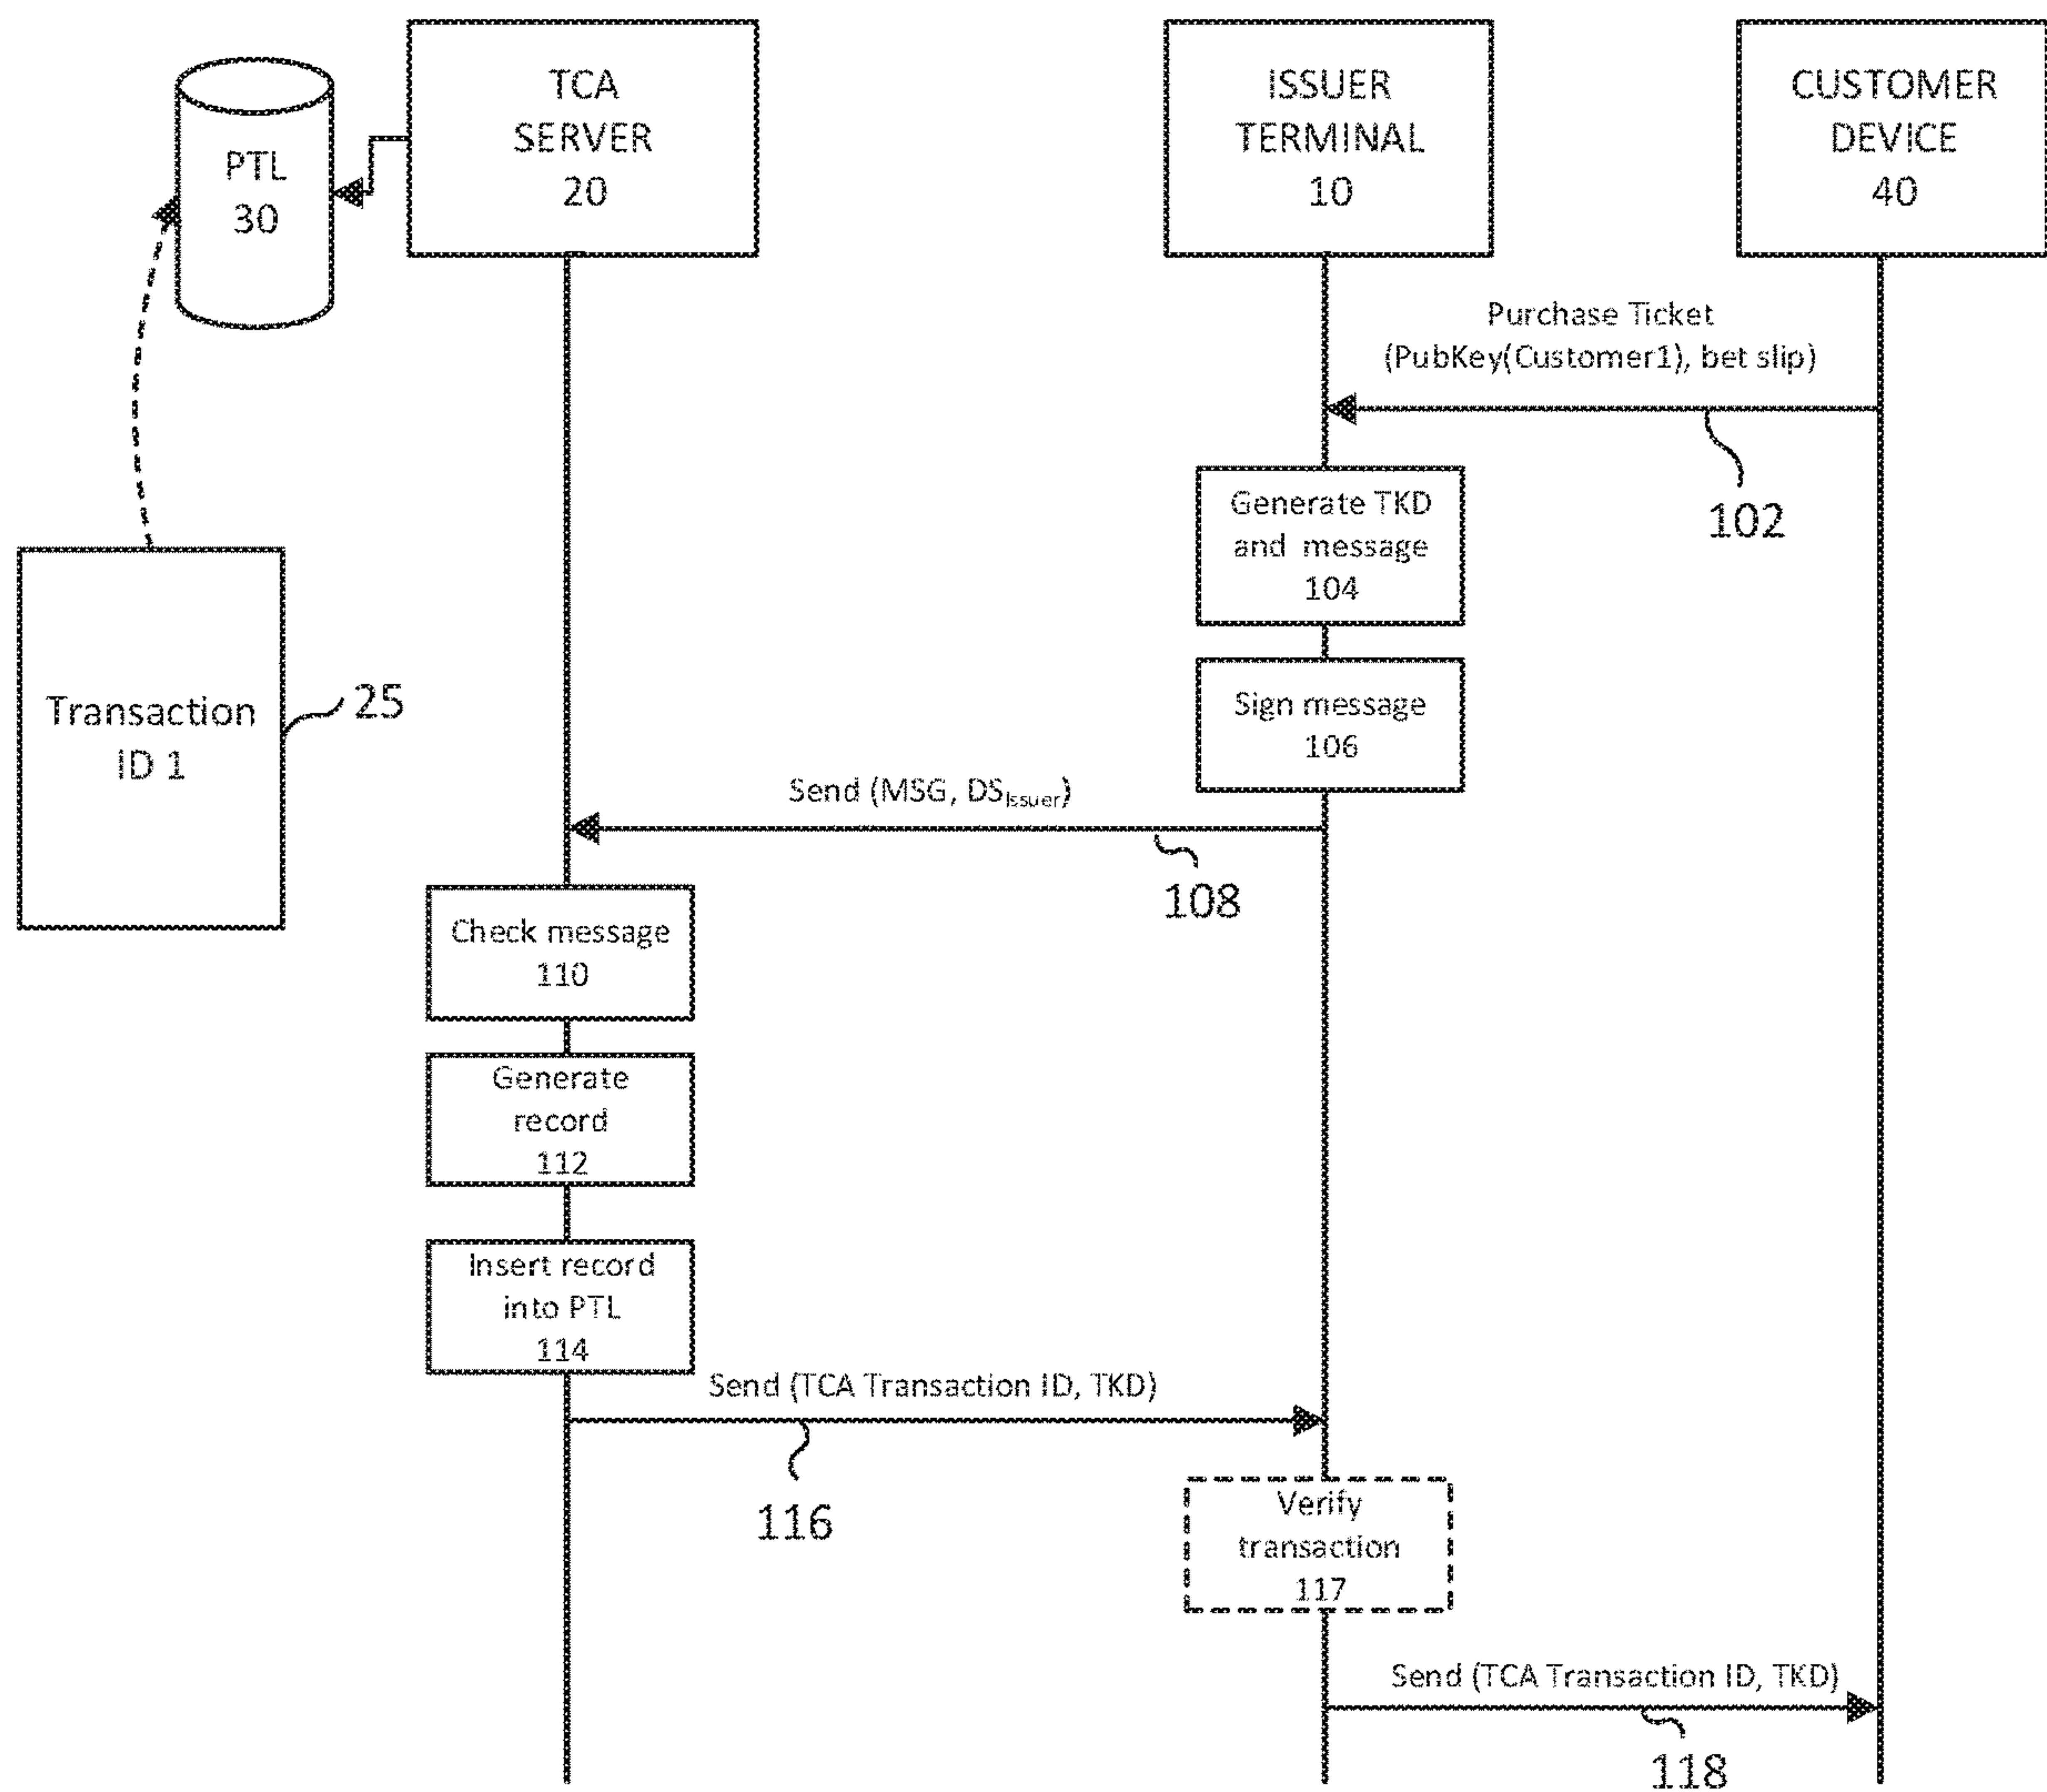 TCA
SERVER
20
ISSUER
TERMINAL
10
CUSTOMER
DEVICE
40
PTL
30
Purchase Ticket
(PubKey(Customer1), bet slip)
102
Generate TKD
and message
104
Transaction
ID 1
25
Sign message
106
Send (MSG, DSIssuer)
108
Check message
110
Generate
record
112
Insert record
into PTL
114
Send (TCA Transaction ID, TKD)
116
Verify
transaction
117
Send (TCA Transaction ID, TKD)
118